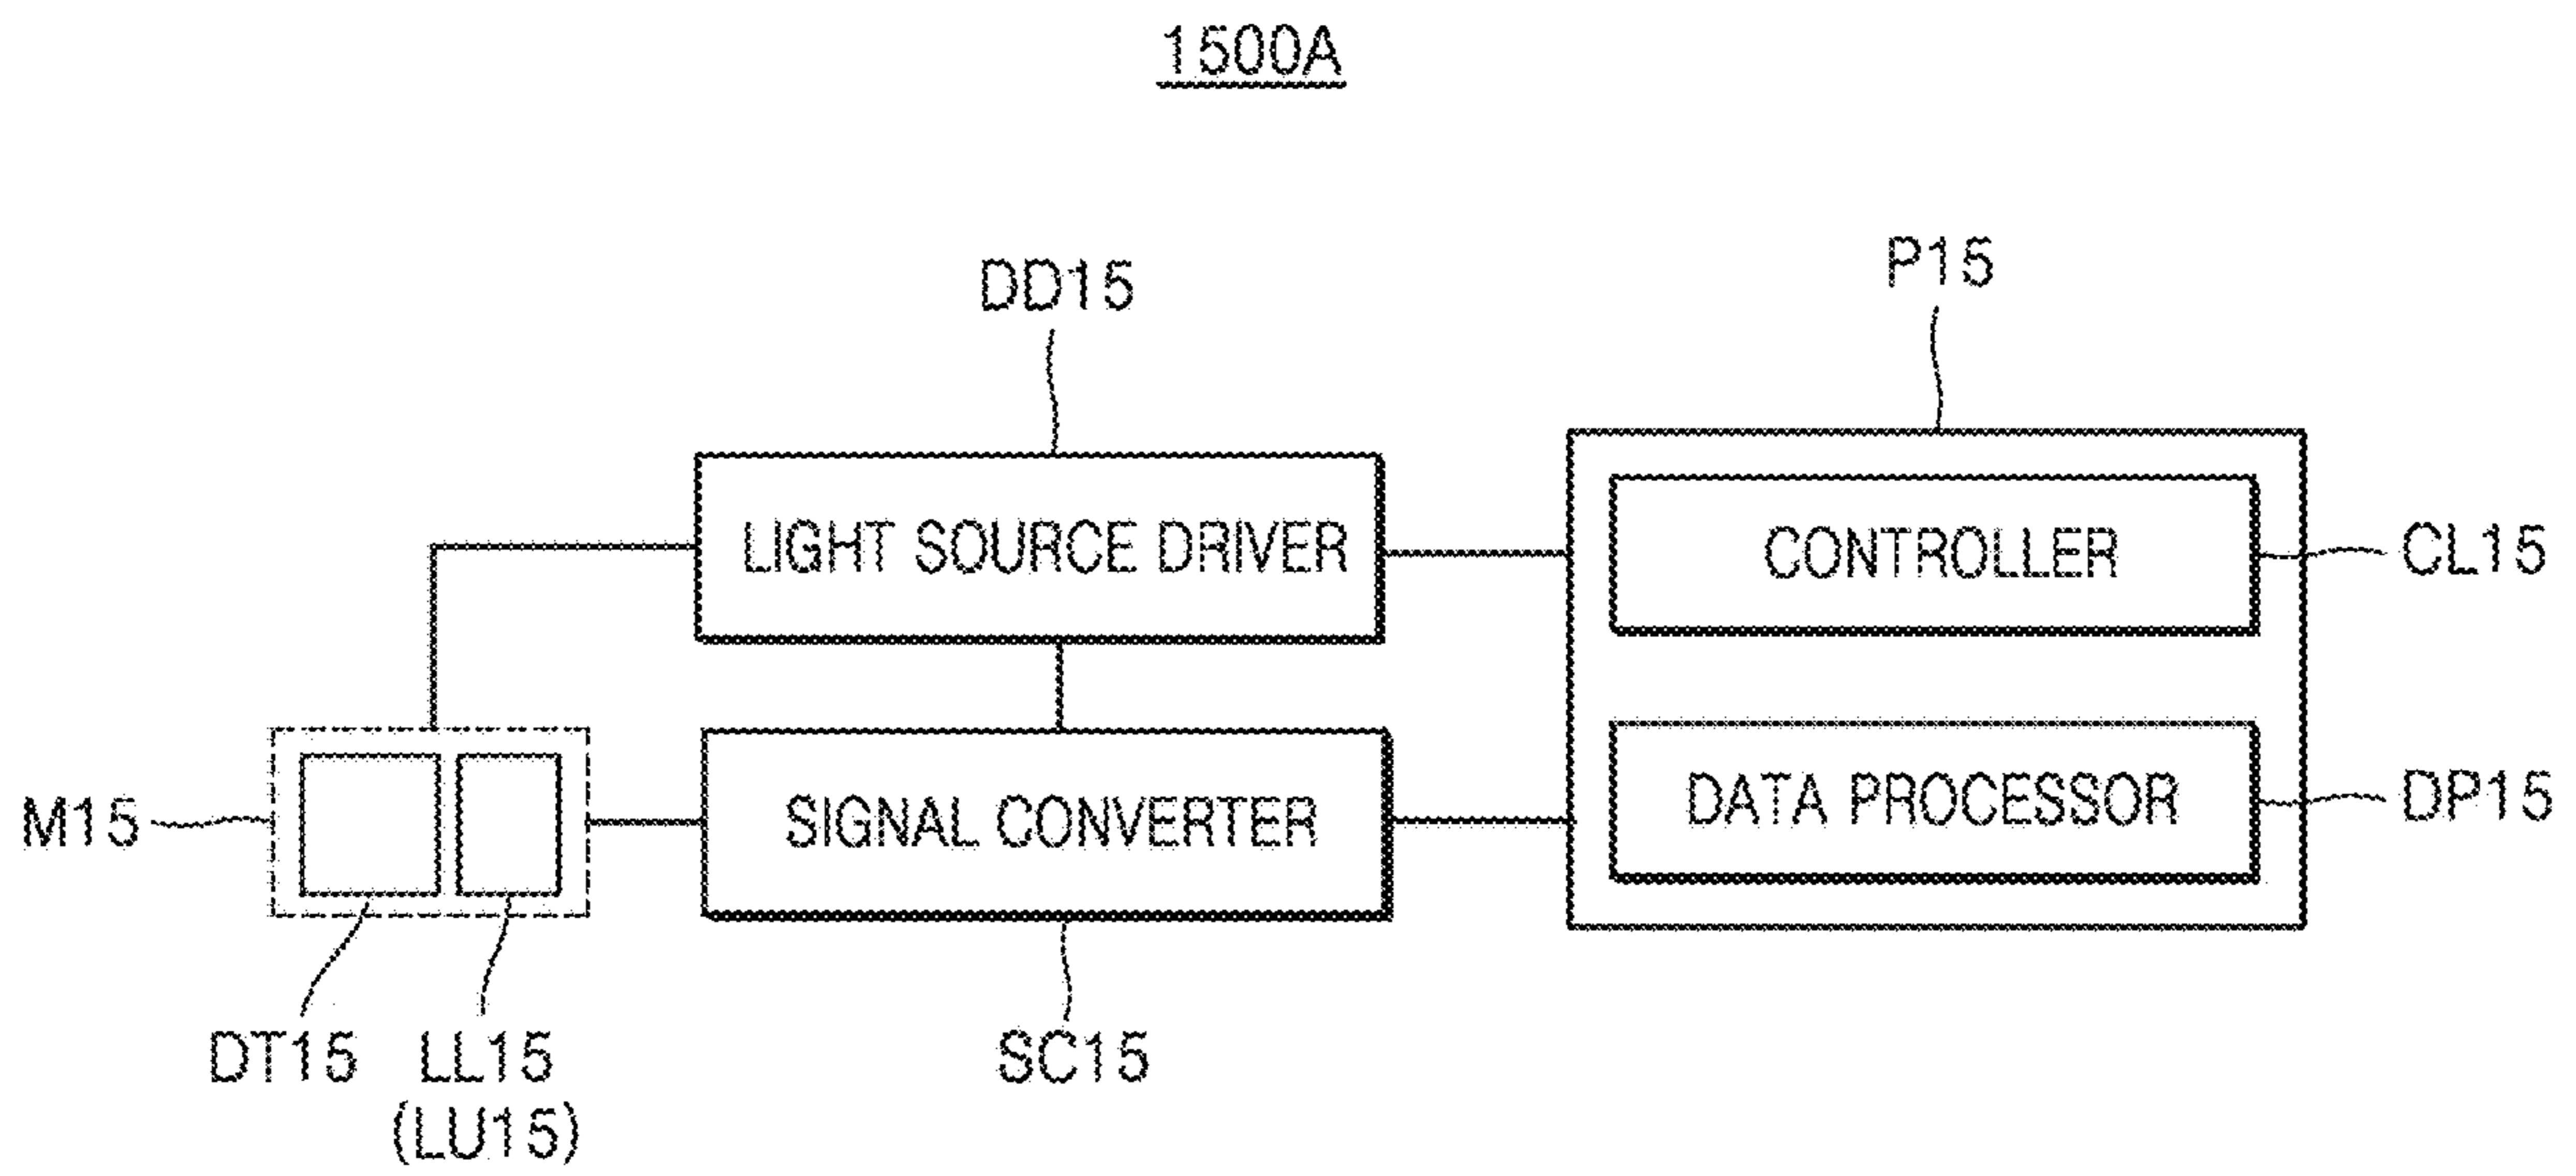 1500A
DD15
P15
LIGHT SOURCE DRIVER
CONTROLLER
CL15
M15
SIGNAL CONVERTER
DATA PROCESSOR
DP15
DT15
LL15
(LU15)
SC15